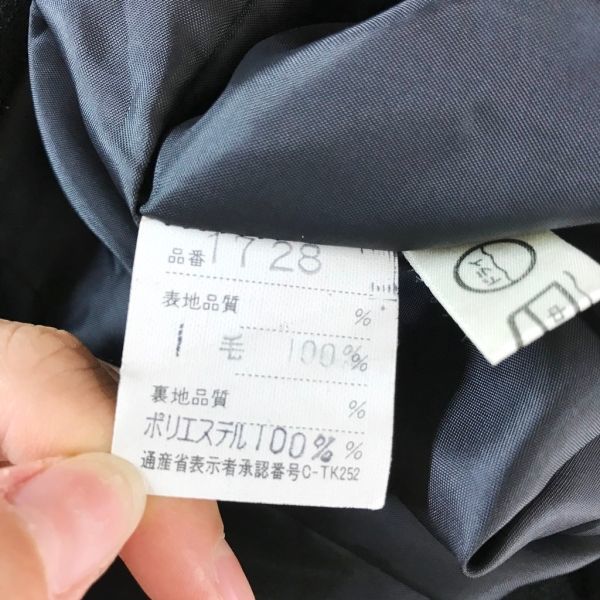 品番 1728
表地品質 %
毛 100% %
裏地品質 %
ポリエステル100% %
通産省表示者承認番号C-TK252
中